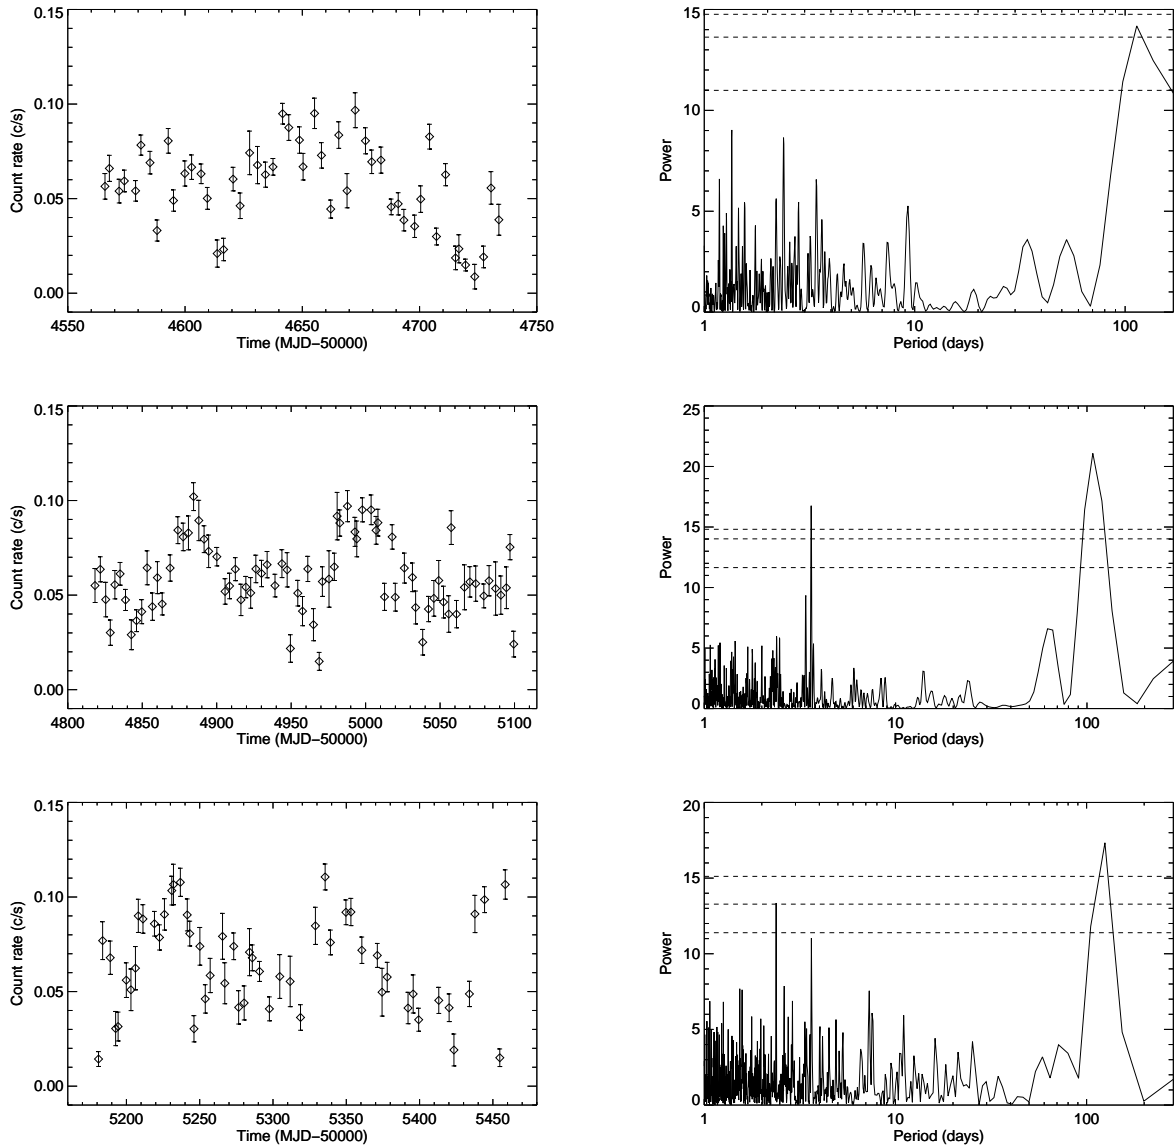 0.15
0.10
0.05
0.00
Count rate (c/s)
4550 4600 4650 4700 4750
Time (MJD−50000)
15
10
5
0
Power
1 10 100
Period (days)
0.15
0.10
0.05
0.00
Count rate (c/s)
4800 4850 4900 4950 5000 5050 5100
Time (MJD−50000)
25
20
15
10
5
0
Power
1 10 100
Period (days)
0.15
0.10
0.05
0.00
Count rate (c/s)
5200 5250 5300 5350 5400 5450
Time (MJD−50000)
20
15
10
5
0
Power
1 10 100
Period (days)